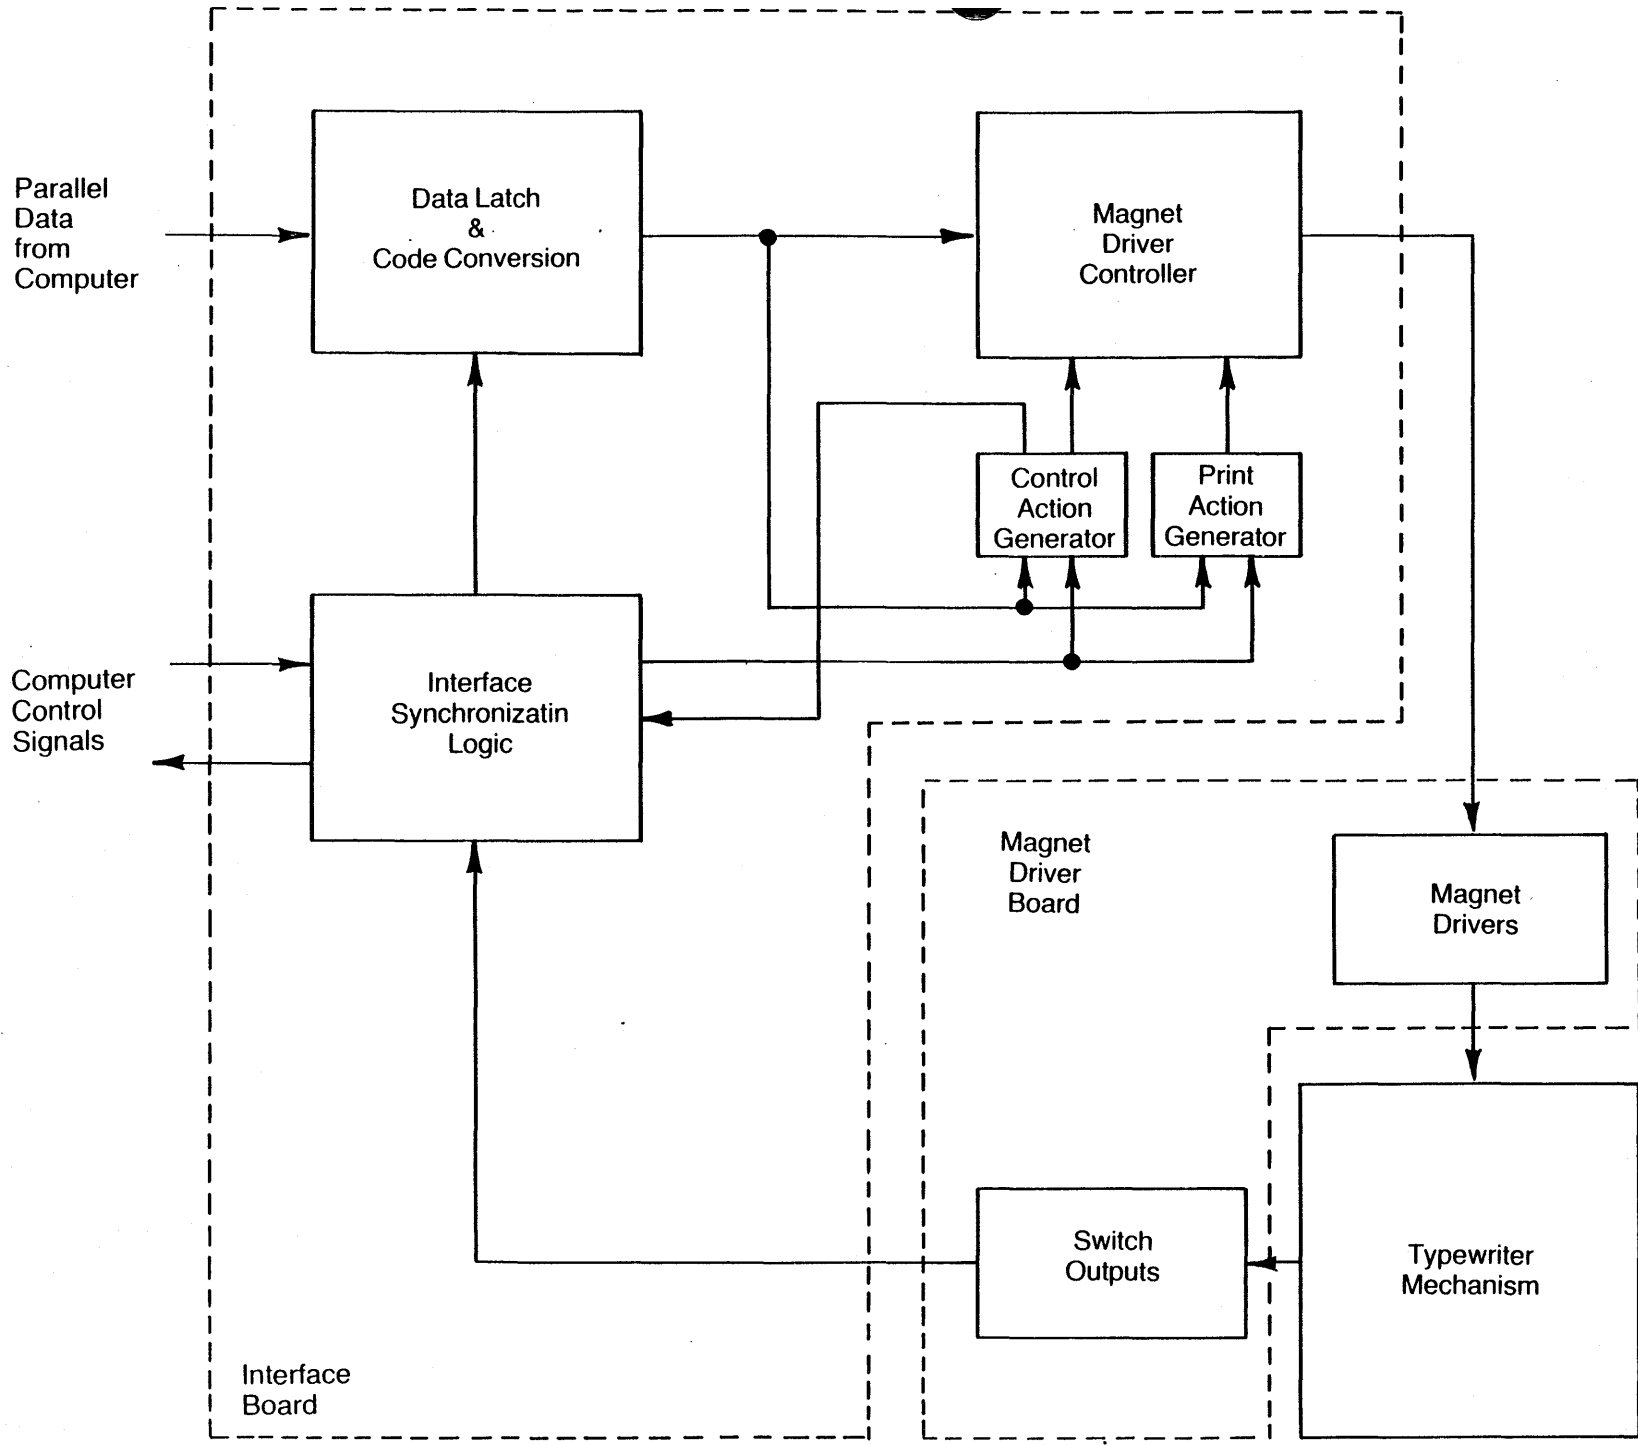 Parallel
Data
from
Computer
Data Latch
&
Code Conversion
Magnet
Driver
Controller
Control
Action
Generator
Print
Action
Generator
Computer
Control
Signals
Interface
Synchronizatin
Logic
Magnet
Driver
Board
Magnet
Drivers
Switch
Outputs
Typewriter
Mechanism
Interface
Board